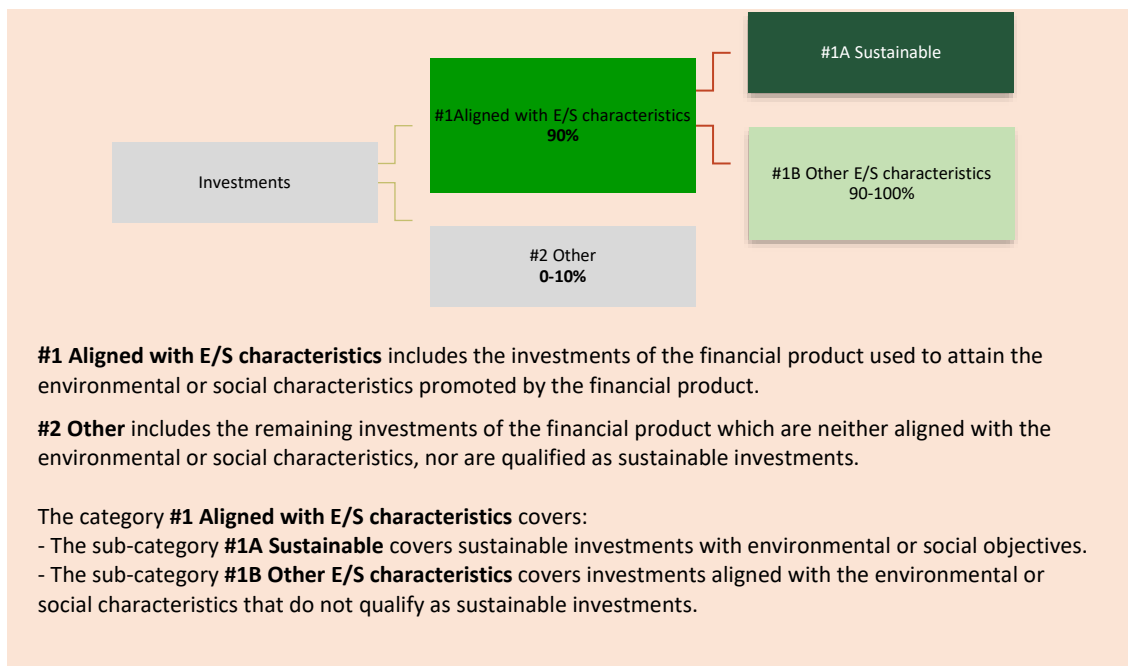 #1A Sustainable
#1Aligned with E/S characteristics
90%
#1B Other E/S characteristics
90-100%
Investments
#2 Other
0-10%
#1 Aligned with E/S characteristics includes the investments of the financial product used to attain the
environmental or social characteristics promoted by the financial product.
#2 Other includes the remaining investments of the financial product which are neither aligned with the
environmental or social characteristics, nor are qualified as sustainable investments.
The category #1 Aligned with E/S characteristics covers:
- The sub-category #1A Sustainable covers sustainable investments with environmental or social objectives.
- The sub-category #1B Other E/S characteristics covers investments aligned with the environmental or
social characteristics that do not qualify as sustainable investments.